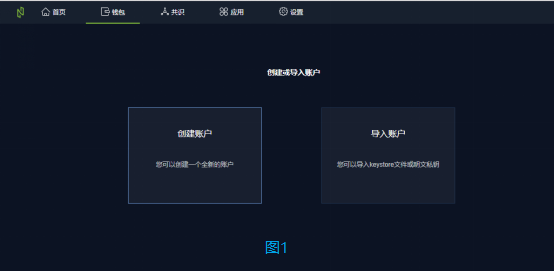 首页 钱包 共识 应用 设置
创建或导入账户
创建账户 导入账户
您可以创建一个全新的账户 您可以导入keystore文件或明文私钥
图1